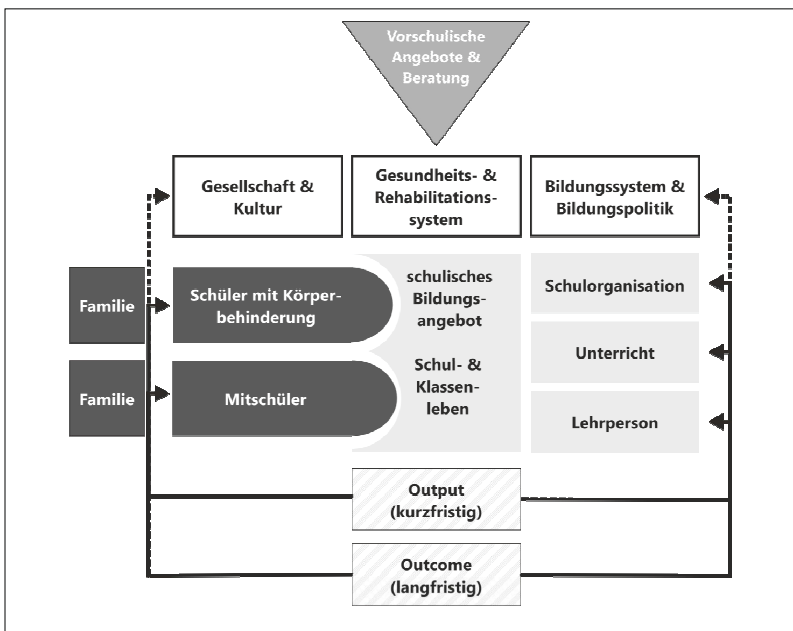 Vorschulische
Angebote &
Beratung
Gesellschaft &
Kultur
Gesundheits- &
Rehabilitations-
system
Bildungssystem &
Bildungspolitik
Familie
Schüler mit Körper-
behinderung
schulisches
Bildungs-
angebot
Schulorganisation
Familie
Mitschüler
Schul- &
Klassen-
leben
Unterricht
Lehrperson
Output
(kurzfristig)
Outcome
(langfristig)